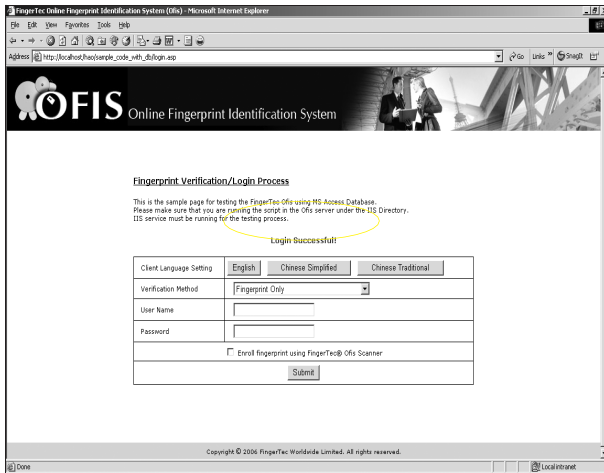 FingerTec Online Fingerprint Identification System (Ofis) - Microsoft Internet Explorer
File Edit View Favorites Tools Help
Address http://localhost/hao/sample_code_with_db/login.asp Go Links » SnagIt
OFIS Online Fingerprint Identification System
Fingerprint Verification/Login Process
This is the sample page for testing the FingerTec Ofis using MS Access Database.
Please make sure that you are running the script in the Ofis server under the IIS Directory.
IIS service must be running for the testing process.
Login Successful!
Client Language Setting English Chinese Simplified Chinese Traditional
Verification Method Fingerprint Only
User Name
Password
Enroll fingerprint using FingerTec® Ofis Scanner
Submit
Copyright © 2006 FingerTec Worldwide Limited. All rights reserved.
Done Local intranet